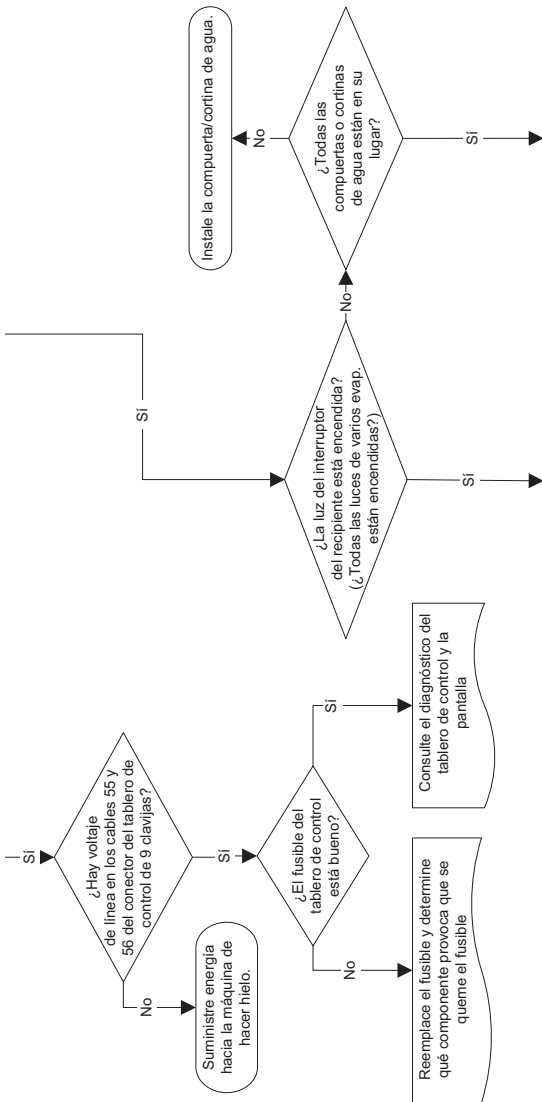 Sí
¿Hay voltaje
de línea en los cables 55 y
56 del conector del tablero de
control de 9 clavijas?
No
Suministre energía
hacia la máquina de
hacer hielo.
Sí
¿El fusible del
tablero de control
está bueno?
No
Reemplace el fusible y determine
qué componente provoca que se
queme el fusible
Sí
Consulte el diagnóstico del
tablero de control y la
pantalla
Sí
¿La luz del interruptor
del recipiente está encendida?
(¿Todas las luces de varios evap.
están encendidas?)
Sí
No
¿Todas las
compuertas o cortinas
de agua están en su
lugar?
No
Instale la compuerta/cortina de agua.
Sí